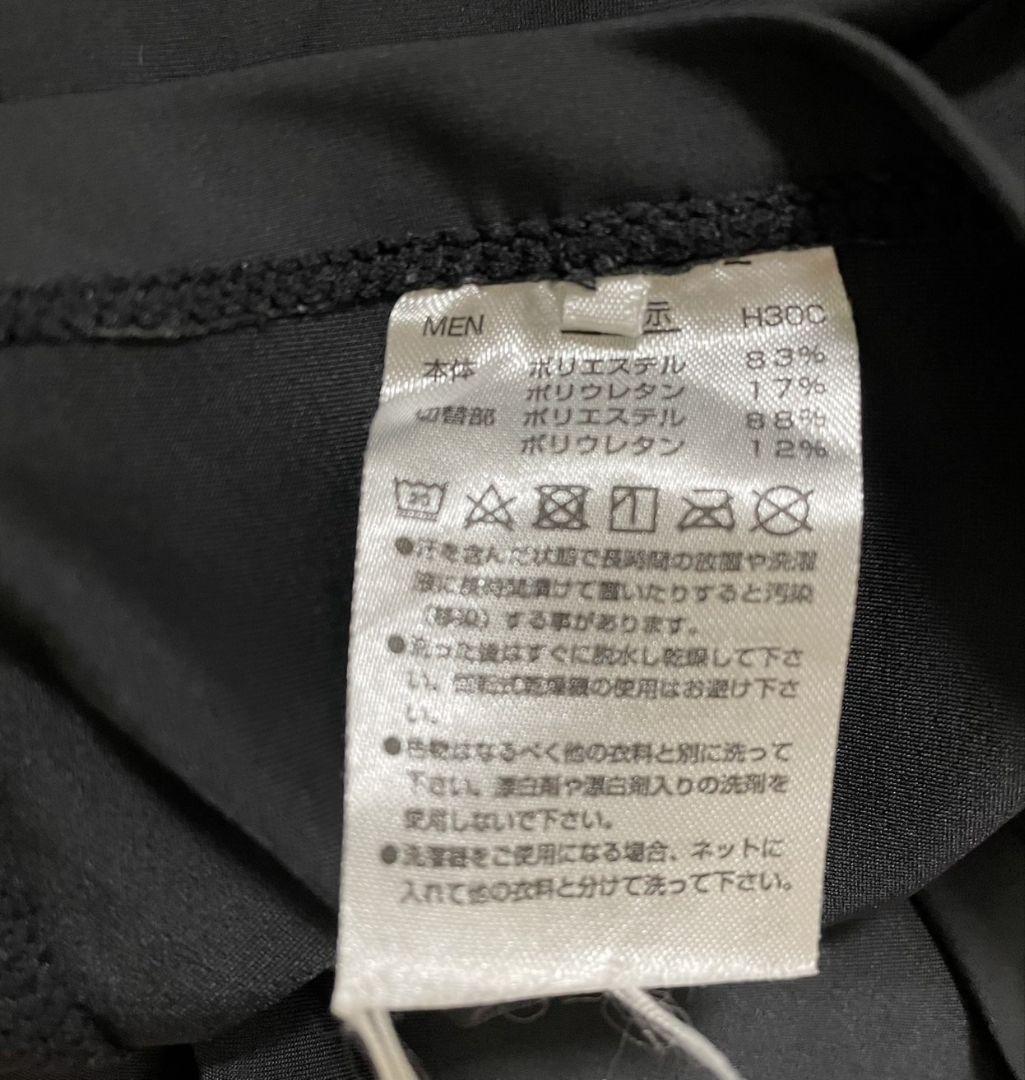 MEN 示 H30C
本体 ポリエステル 83%
ポリウレタン 17%
切替部 ポリエステル 88%
ポリウレタン 12%
●汗を含んだ状態で長時間の放置や洗濯
液に長時間漬けて置いたりすると汚染
（移染）する事があります。
●洗った後はすぐに脱水し乾燥して下さ
い。回転式乾燥機の使用はお避け下さ
い。
●色物はなるべく他の衣料と別に洗って
下さい。漂白剤や漂白剤入りの洗剤を
使用しないで下さい。
●洗濯器をご使用になる場合、ネットに
入れて他の衣料と分けて洗って下さい。